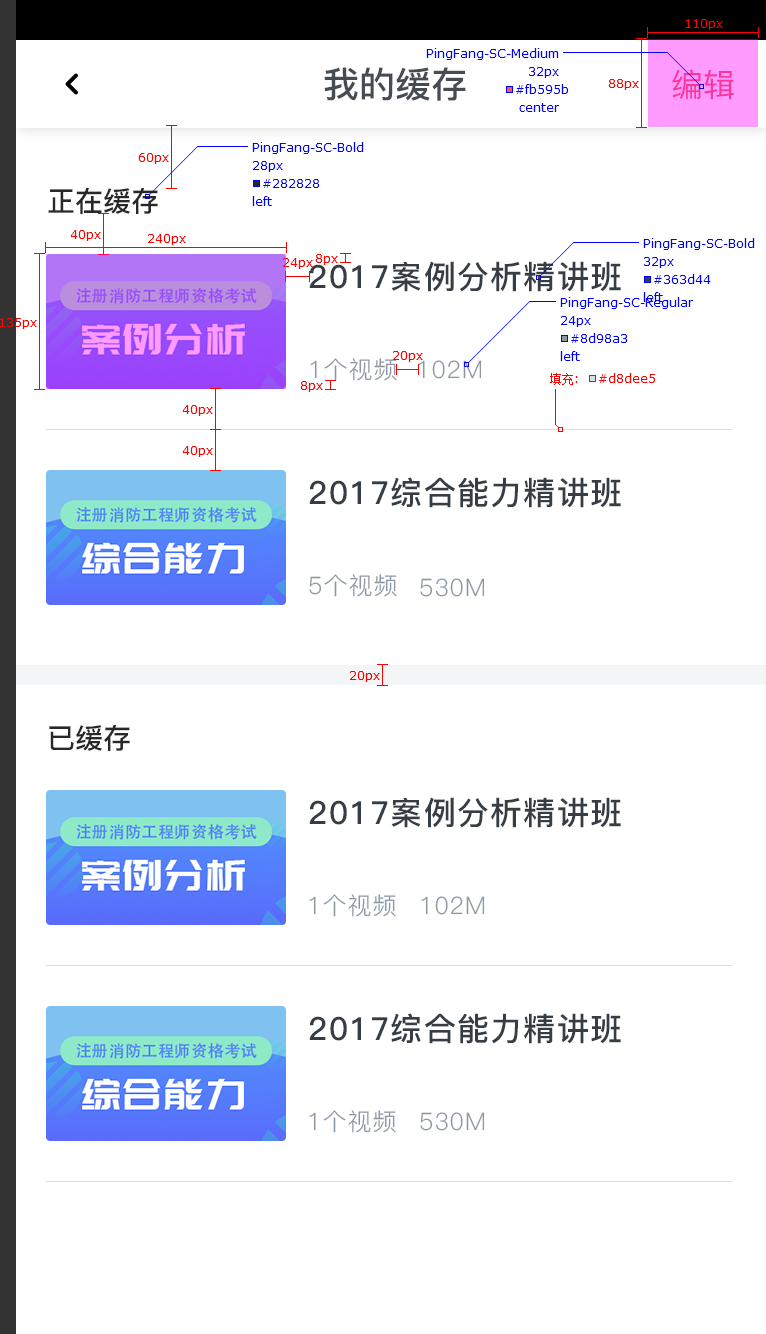 110px
PingFang-SC-Medium
32px
#fb595b
center
88px
我的缓存
编辑
60px
PingFang-SC-Bold
28px
#282828
left
正在缓存
40px
240px
PingFang-SC-Bold
32px
#363d44
left
24px
8px
2017案例分析精讲班
注册消防工程师资格考试
案例分析
135px
PingFang-SC-Regular
24px
#8d98a3
left
20px
1个视频 102M
8px
填充: #d8dee5
40px
40px
2017综合能力精讲班
注册消防工程师资格考试
综合能力
5个视频 530M
20px
已缓存
2017案例分析精讲班
注册消防工程师资格考试
案例分析
1个视频 102M
2017综合能力精讲班
注册消防工程师资格考试
综合能力
1个视频 530M